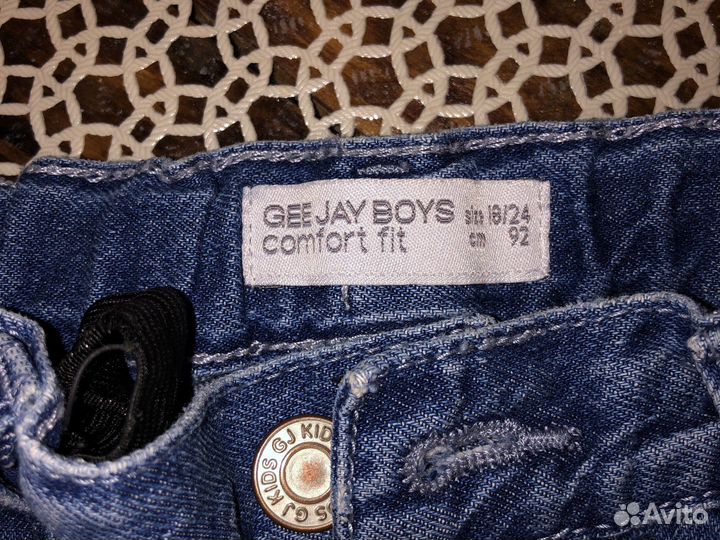 GEE JAY BOYS size 18/24
comfort fit cm 92
GJ KIDS GJ KIDS
Avito